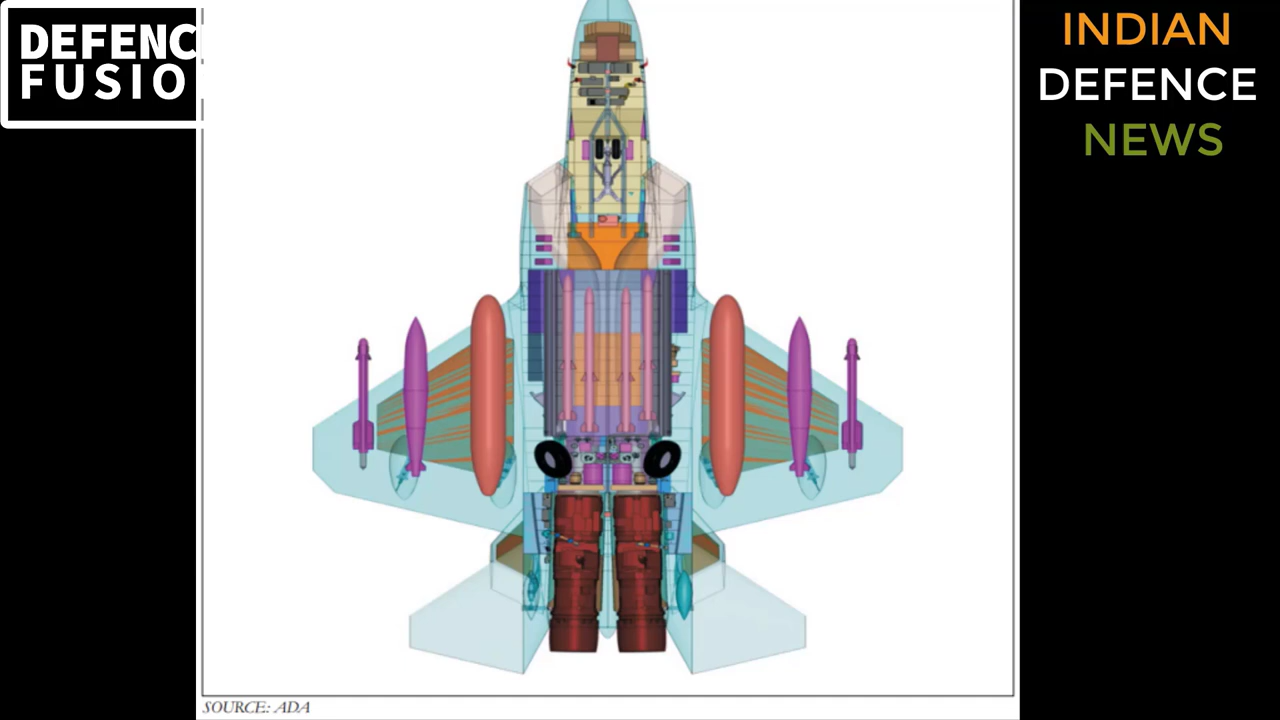 DEFENC
FUSIO
INDIAN
DEFENCE
NEWS
SOURCE: ADA